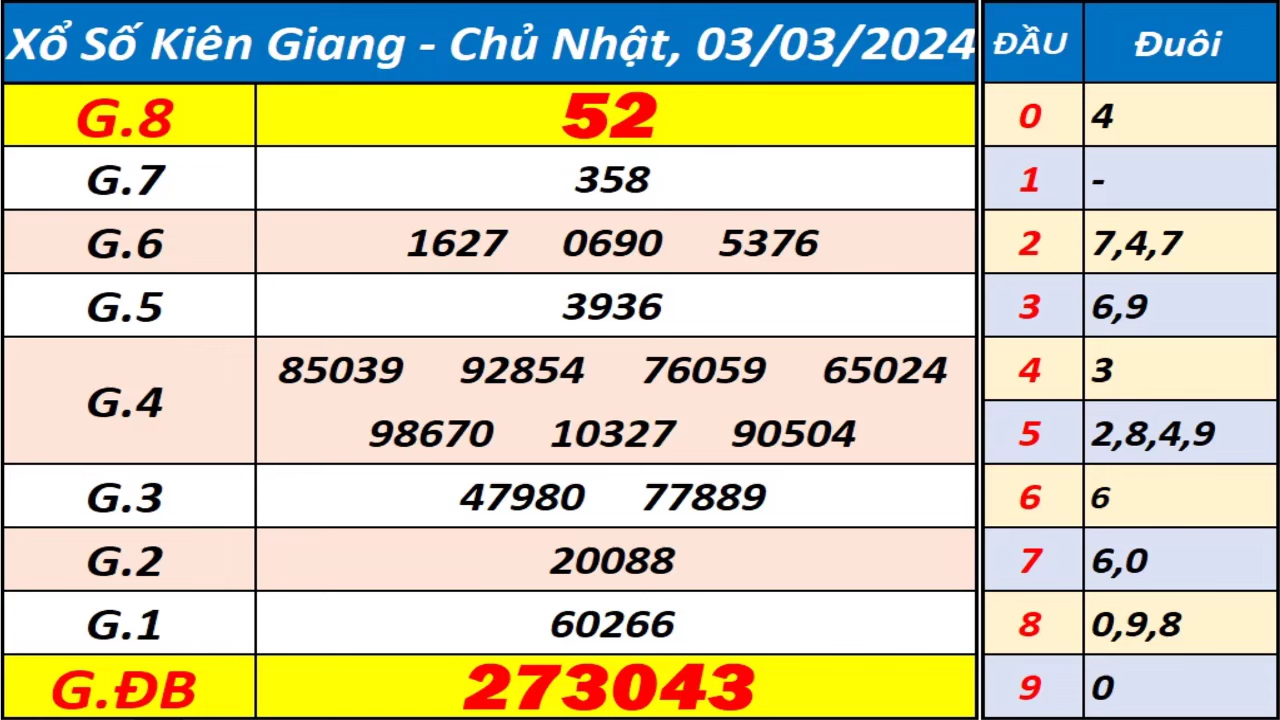 Xổ Số Kiên Giang - Chủ Nhật, 03/03/2024 ĐẦU Đuôi
G.8 52 0 4
G.7 358 1 -
G.6 1627 0690 5376 2 7,4,7
G.5 3936 3 6,9
G.4 85039 92854 76059 65024 4 3
98670 10327 90504 5 2,8,4,9
G.3 47980 77889 6 6
G.2 20088 7 6,0
G.1 60266 8 0,9,8
G.ĐB 273043 9 0